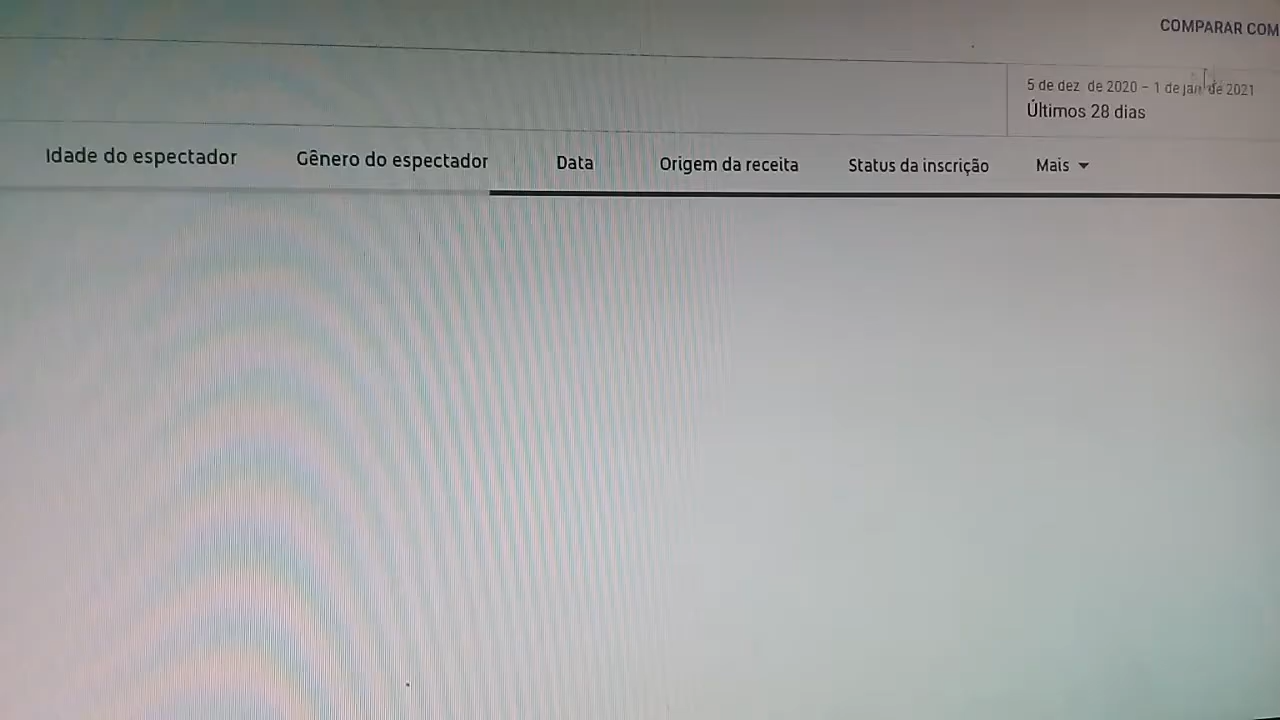 COMPARAR COM
5 de dez. de 2020 – 1 de jan. de 2021
Últimos 28 dias
Idade do espectador Gênero do espectador Data Origem da receita Status da inscrição Mais